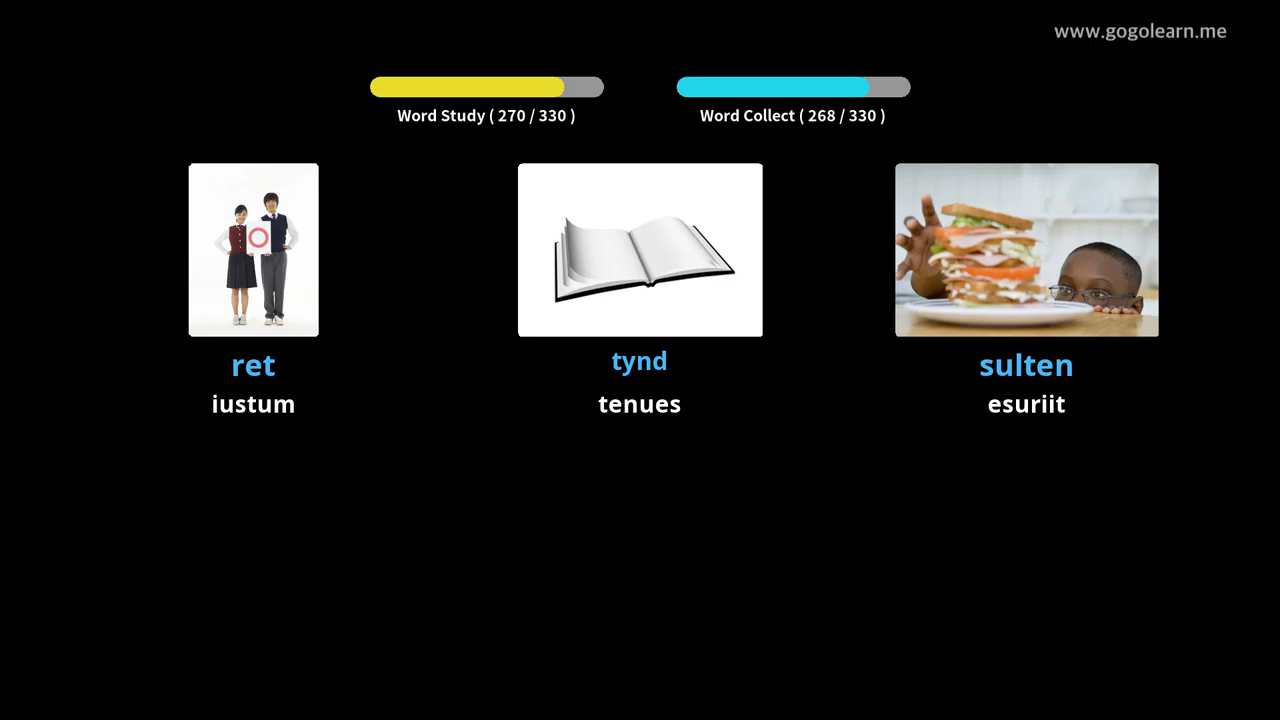 www.gogolearn.me
Word Study ( 270 / 330 )
Word Collect ( 268 / 330 )
ret
tynd
sulten
iustum
tenues
esuriit